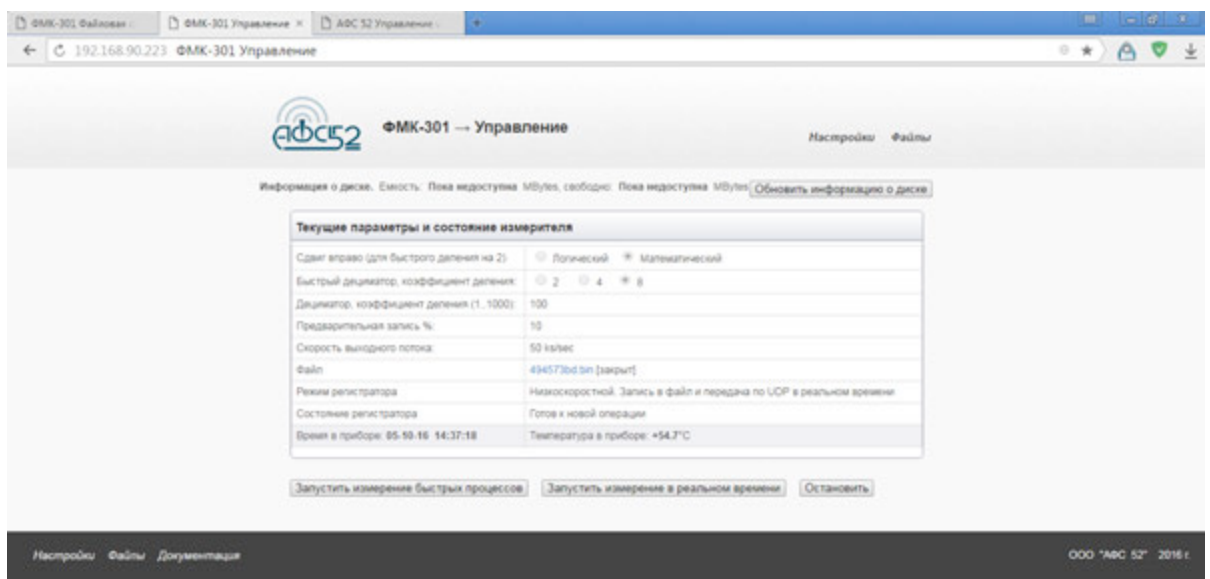 ФМК-301 Файловая
ФМК-301 Управление
АФС 52 Управление
192.168.90.223 ФМК-301 Управление
АФС52
ФМК-301 → Управление
Настройки Файлы
Информация о диске. Емкость: Пока недоступна MBytes, свободно: Пока недоступна MBytes Обновить информацию о диске
Текущие параметры и состояние измерителя
Сдвиг вправо (для быстрого деления на 2) Логический Математический
Быстрый дециматор, коэффициент деления: 2 4 8
Дециматор, коэффициент деления (1..1000): 100
Предварительная запись %: 10
Скорость выходного потока: 50 ks/sec
Файл 494573bd.bin [закрыт]
Режим регистратора Низкоскоростной. Запись в файл и передача по UDP в реальном времени
Состояние регистратора Готов к новой операции
Время в приборе: 05-10-16 14:37:18 Температура в приборе: +54.7°C
Запустить измерение быстрых процессов Запустить измерение в реальном времени Остановить
Настройки Файлы Документация
ООО "АФС 52" 2016 г.